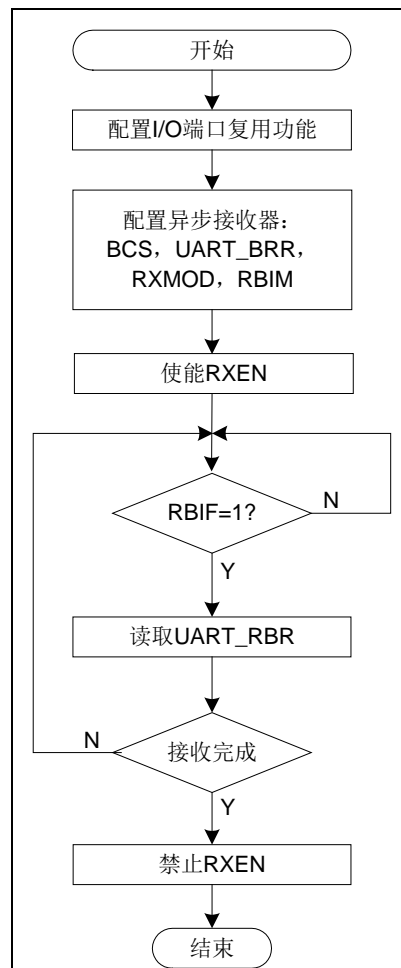 开始
配置I/O端口复用功能
配置异步接收器：
BCS，UART_BRR，
RXMOD，RBIM
使能RXEN
RBIF=1?
N
Y
读取UART_RBR
N
接收完成
Y
禁止RXEN
结束